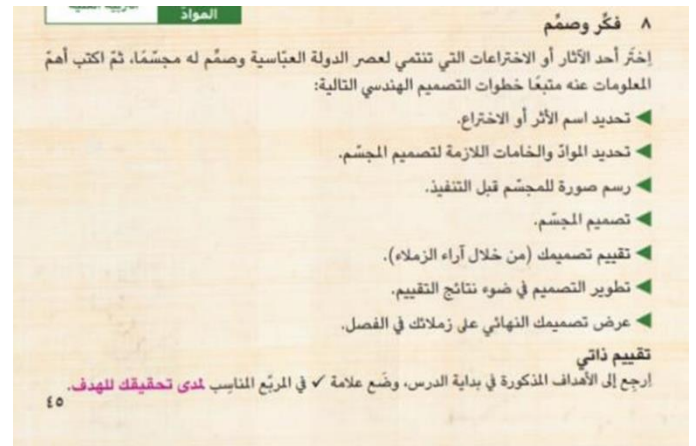 المواد
٨ فكِّر وصمِّم
إختَر أحد الآثار أو الاختراعات التي تنتمي لعصر الدولة العبّاسية وصمِّم له مجسّمًا، ثمّ اكتب أهمّ
المعلومات عنه متبعًا خطوات التصميم الهندسي التالية:
◀ تحديد اسم الأثر أو الاختراع.
◀ تحديد الموادّ والخامات اللازمة لتصميم المجسّم.
◀ رسم صورة للمجسّم قبل التنفيذ.
◀ تصميم المجسّم.
◀ تقييم تصميمك (من خلال آراء الزملاء).
◀ تطوير التصميم في ضوء نتائج التقييم.
◀ عرض تصميمك النهائي على زملائك في الفصل.
تقييم ذاتي
إرجِع إلى الأهداف المذكورة في بداية الدرس، وضَع علامة ✓ في المربّع المناسِب لمدى تحقيقك للهدف.
٤٥